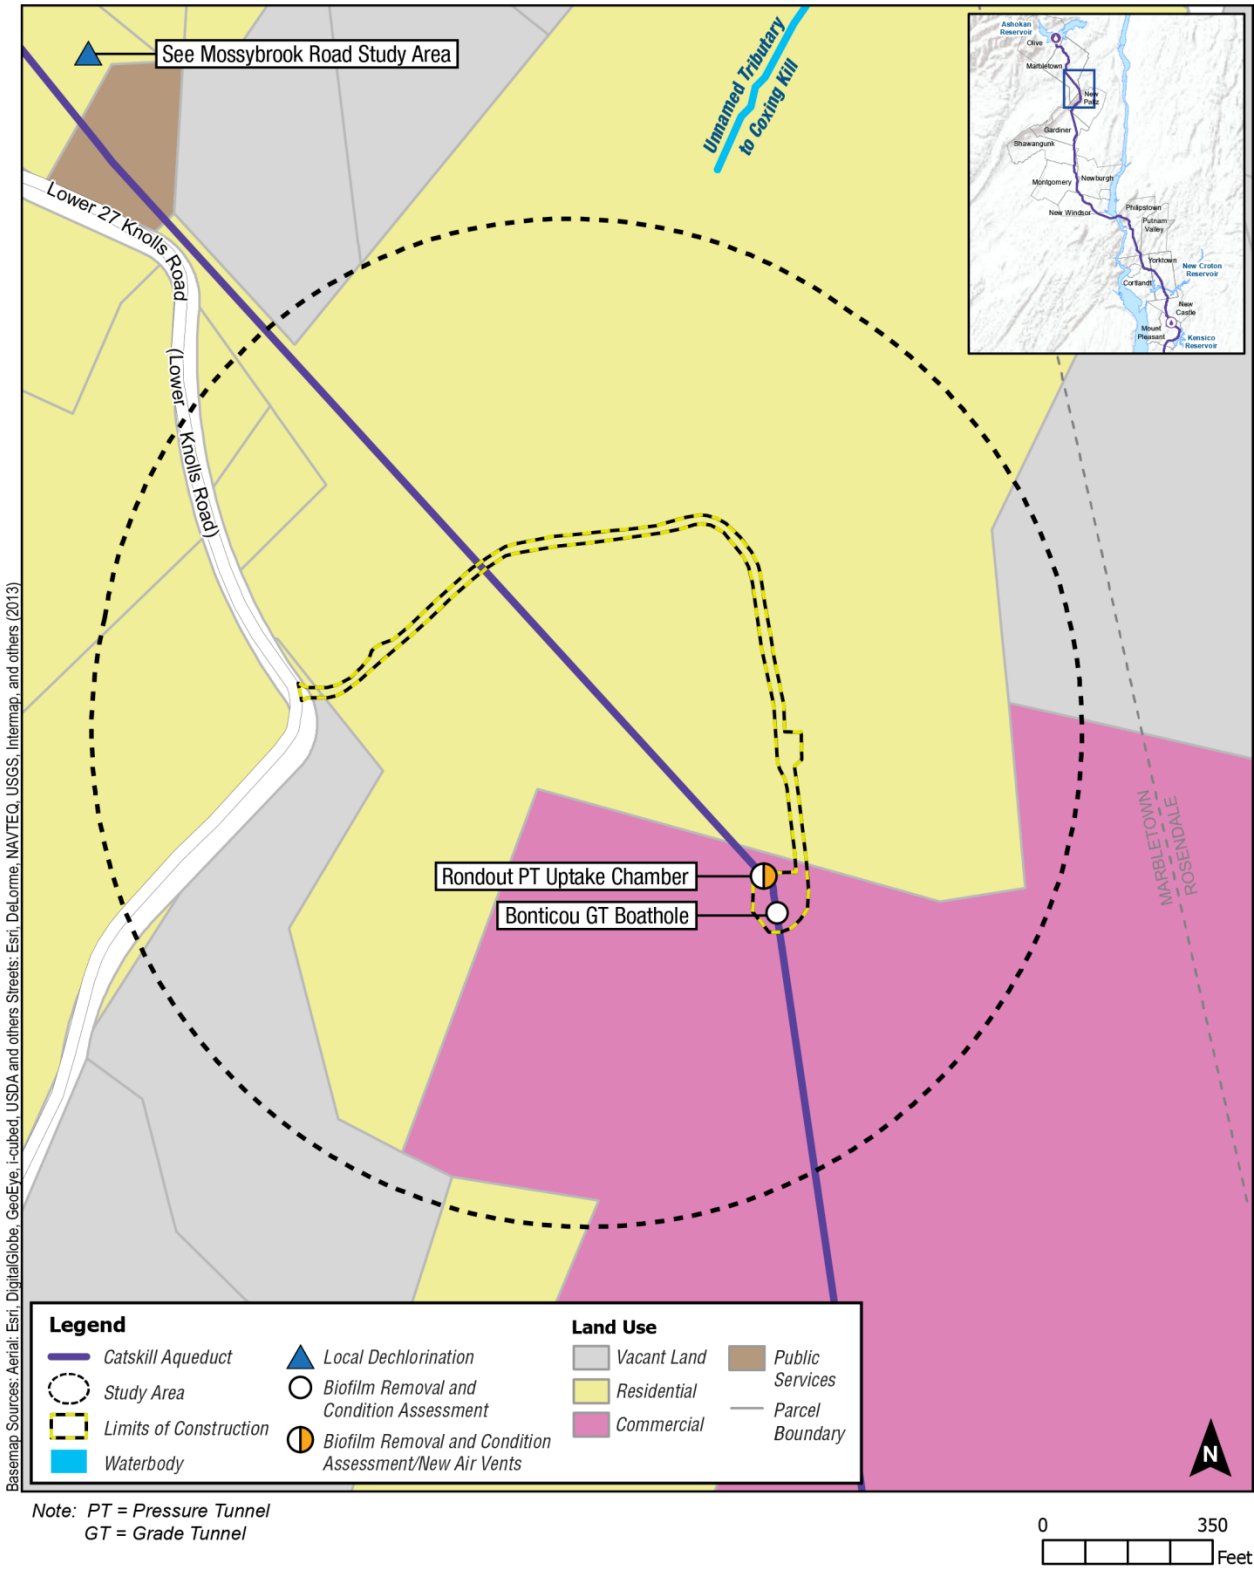 See Mossybrook Road Study Area
Unnamed Tributary
to Coxing Kill
Ashokan
Reservoir
Olive
Marbletown
New
Paltz
Gardiner
Shawangunk
Montgomery
Newburgh
New Windsor
Philipstown
Putnam
Valley
Yorktown
New Croton
Reservoir
Cortlandt
New
Castle
Mount
Pleasant
Kensico
Reservoir
Lower 27 Knolls Road
(Lower Knolls Road)
MARBLETOWN
ROSENDALE
Rondout PT Uptake Chamber
Bonticou GT Boathole
Basemap Sources: Aerial: Esri, DigitalGlobe, GeoEye, i-cubed, USDA and others Streets: Esri, DeLorme, NAVTEQ, USGS, Intermap, and others (2013)
Legend
Catskill Aqueduct
Study Area
Limits of Construction
Waterbody
Local Dechlorination
Biofilm Removal and
Condition Assessment
Biofilm Removal and Condition
Assessment/New Air Vents
Land Use
Vacant Land
Residential
Commercial
Public
Services
Parcel
Boundary
N
Note: PT = Pressure Tunnel
GT = Grade Tunnel
0 350
Feet